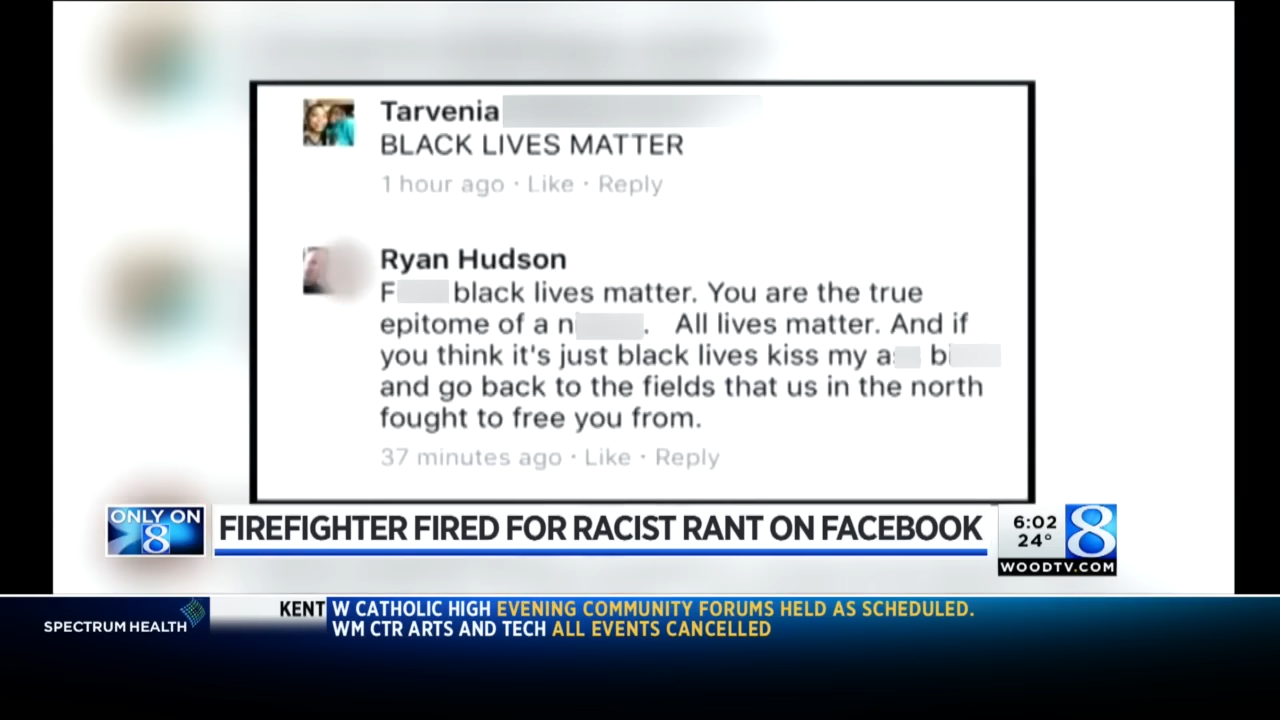 Tarvenia
BLACK LIVES MATTER
1 hour ago · Like · Reply
Ryan Hudson
F black lives matter. You are the true
epitome of a n . All lives matter. And if
you think it's just black lives kiss my a b
and go back to the fields that us in the north
fought to free you from.
37 minutes ago · Like · Reply
ONLY ON
8
FIREFIGHTER FIRED FOR RACIST RANT ON FACEBOOK
6:02
24°
8
WOODTV.COM
SPECTRUM HEALTH
KENT
W CATHOLIC HIGH EVENING COMMUNITY FORUMS HELD AS SCHEDULED.
WM CTR ARTS AND TECH ALL EVENTS CANCELLED